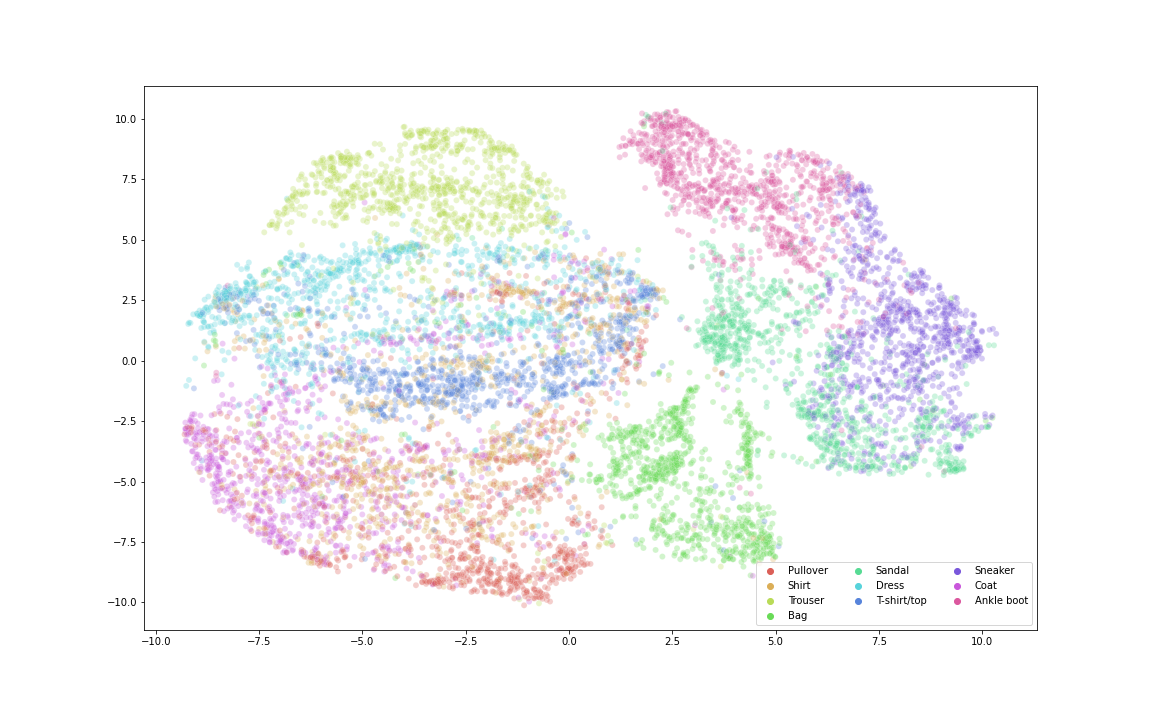 10.0
7.5
5.0
2.5
0.0
−2.5
−5.0
−7.5
−10.0
−10.0 −7.5 −5.0 −2.5 0.0 2.5 5.0 7.5 10.0
Pullover Sandal Sneaker
Shirt Dress Coat
Trouser T-shirt/top Ankle boot
Bag